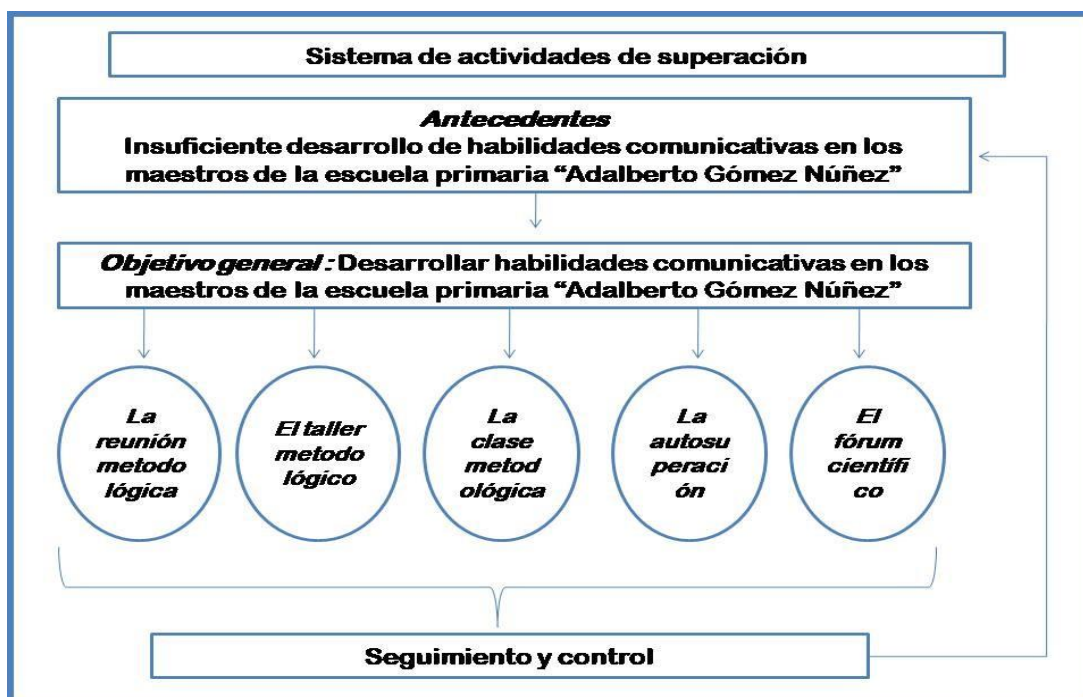 Sistema de actividades de superación
Antecedentes
Insuficiente desarrollo de habilidades comunicativas en los
maestros de la escuela primaria “Adalberto Gómez Núñez”
Objetivo general: Desarrollar habilidades comunicativas en los
maestros de la escuela primaria “Adalberto Gómez Núñez”
La
reunión
metodo
lógica
El taller
metodo
lógico
La
clase
metod
ológica
La
autosu
peraci
ón
El
fórum
científi
co
Seguimiento y control